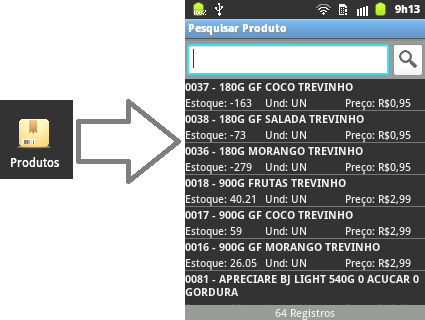 Produtos
9h13
Pesquisar Produto
0037 - 180G GF COCO TREVINHO
Estoque: -163 Und: UN Preço: R$0,95
0038 - 180G GF SALADA TREVINHO
Estoque: -73 Und: UN Preço: R$0,95
0036 - 180G MORANGO TREVINHO
Estoque: -279 Und: UN Preço: R$0,95
0018 - 900G FRUTAS TREVINHO
Estoque: 40.21 Und: UN Preço: R$2,99
0017 - 900G GF COCO TREVINHO
Estoque: 59 Und: UN Preço: R$2,99
0016 - 900G GF MORANGO TREVINHO
Estoque: 26.05 Und: UN Preço: R$2,99
0081 - APRECIARE BJ LIGHT 540G 0 ACUCAR 0
GORDURA
64 Registros